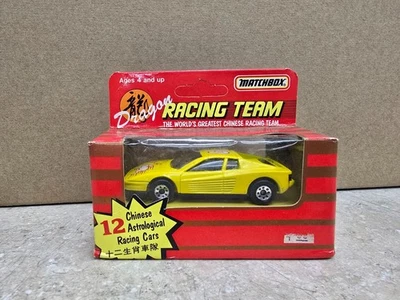 Ages 4 and up
MATCHBOX
龍
Dragon
RACING TEAM
THE WORLD'S GREATEST CHINESE RACING TEAM
12
Chinese
Astrological
Racing Cars
十二生肖車隊